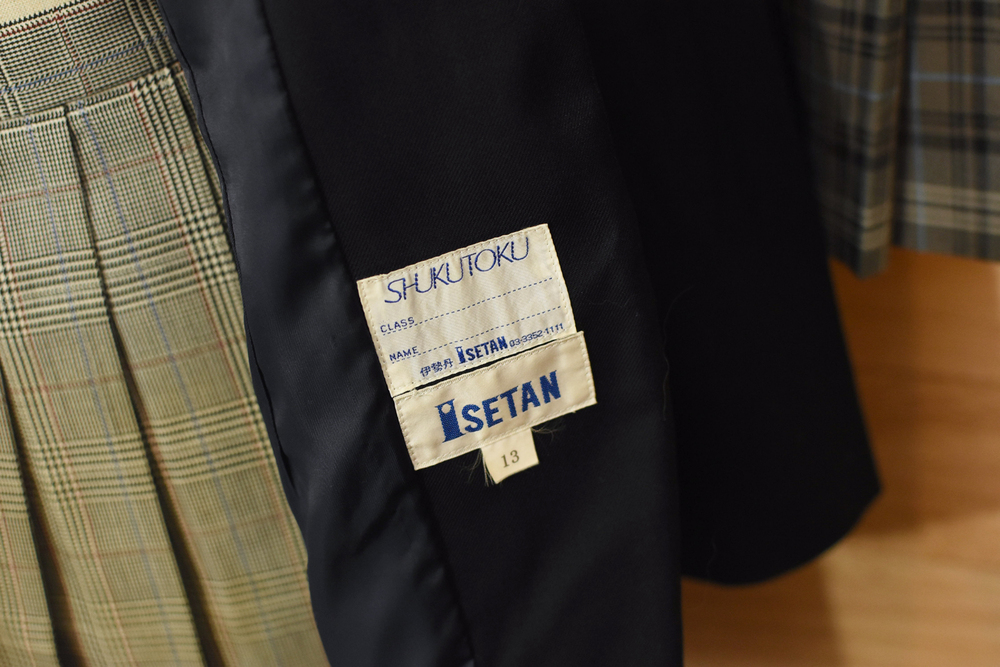 SHUKUTOKU
CLASS
NAME
伊勢丹 ISETAN 03-3352-1111
ISETAN
13